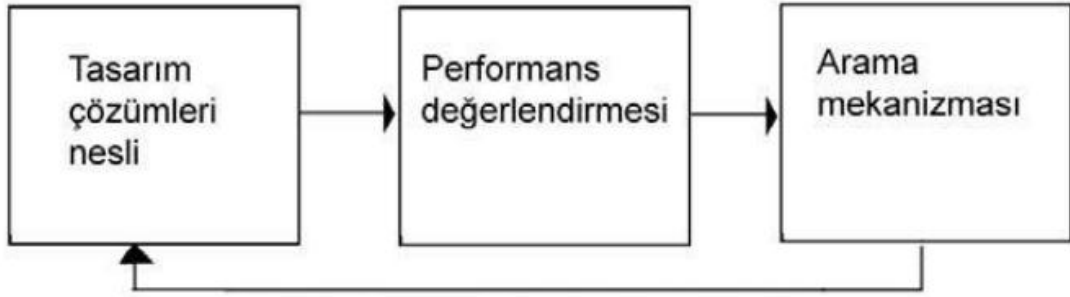 Tasarım
çözümleri
nesli
Performans
değerlendirmesi
Arama
mekanizması